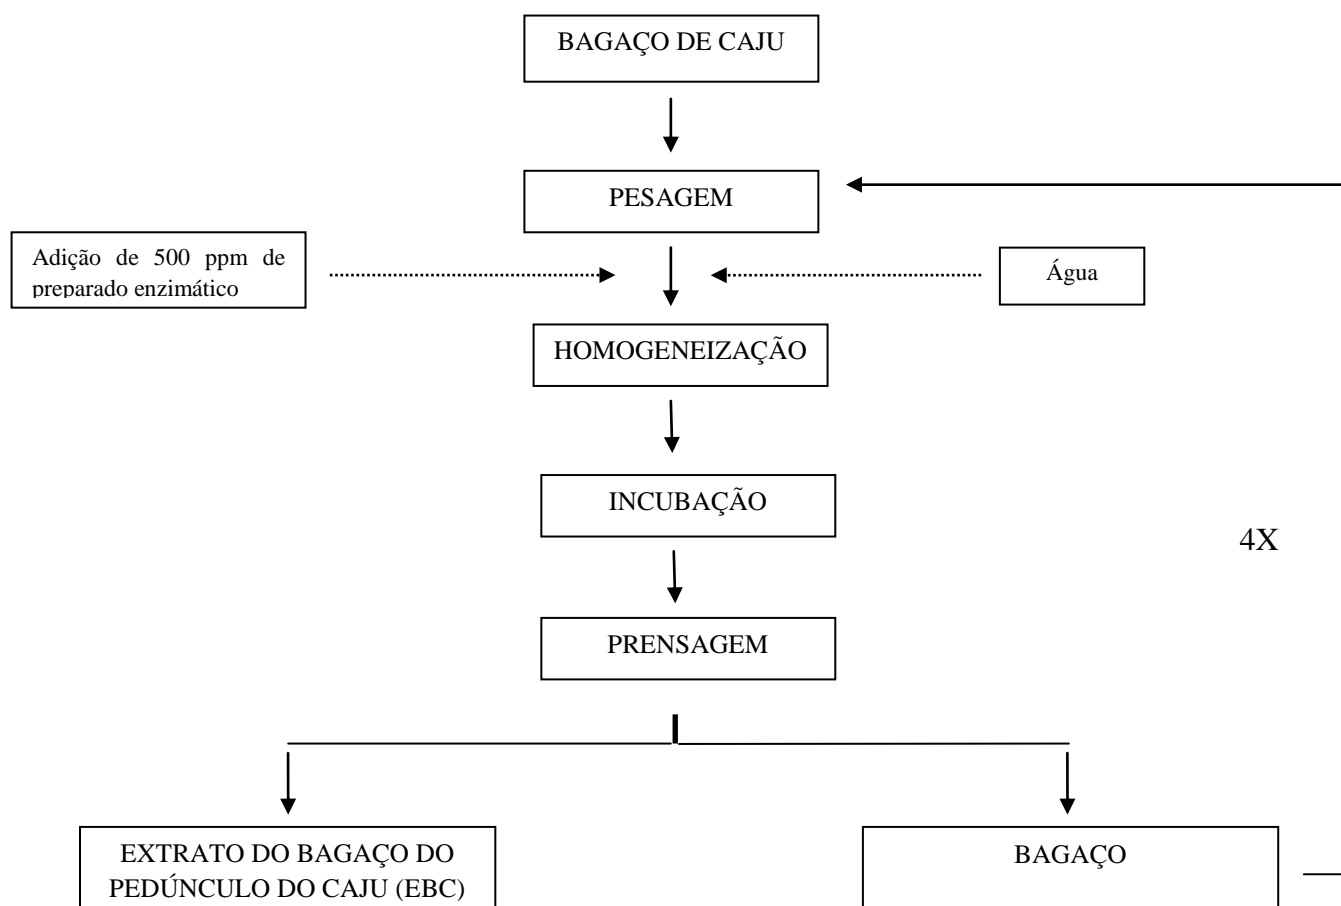 BAGAÇO DE CAJU
PESAGEM
Adição de 500 ppm de
preparado enzimático
Água
HOMOGENEIZAÇÃO
INCUBAÇÃO
4X
PRENSAGEM
EXTRATO DO BAGAÇO DO
PEDÚNCULO DO CAJU (EBC)
BAGAÇO